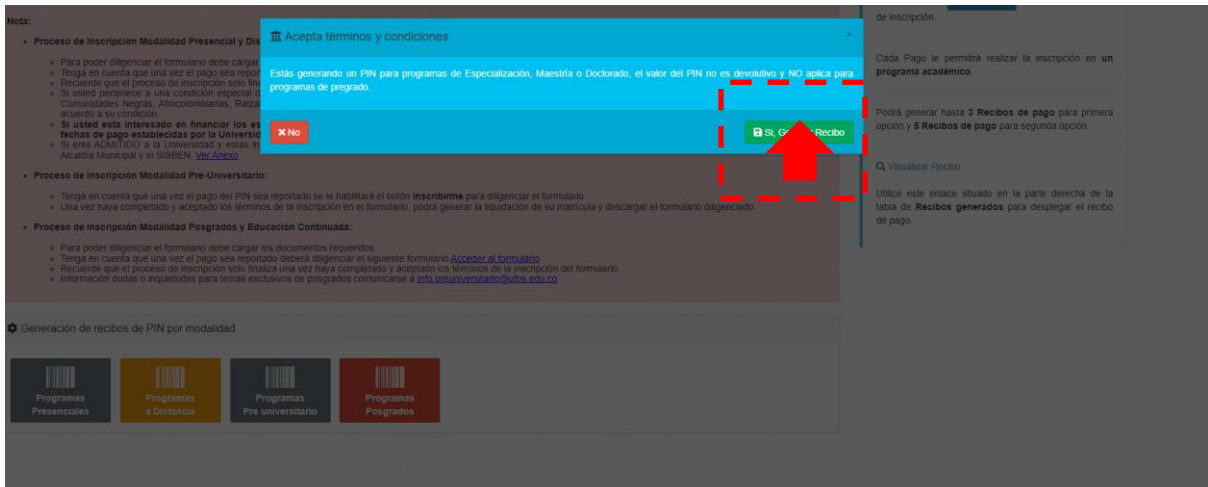 Nota:
• Proceso de Inscripcion Modalidad Presencial y Dis
Para poder diligenciar el formulario debe cargar
Tenga en cuenta que una vez el pago sea repor
Recuerde que el proceso de inscripción solo fin
Si usted pertenece a una condición especial d
Comunidades Negras, Afrocolombianas, Raiza
acuerdo a su condición.
Si usted esta interesado en financiar los es
fechas de pago establecidas por la Universid
Si eres ADMITIDO a la Universidad y estas in
Alcaldía Municipal y el SISBEN. Ver Anexo
• Proceso de Inscripción Modalidad Pre-Universitario:
Tenga en cuenta que una vez el pago del PIN sea reportado se le habilitará el botón Inscribirme para diligenciar el formulario.
Una vez haya completado y aceptado los términos de la inscripción en el formulario, podrá generar la liquidación de su matrícula y descargar el formulario diligenciado.
• Proceso de Inscripción Modalidad Posgrados y Educación Continuada:
Para poder diligenciar el formulario debe cargar los documentos requeridos.
Tenga en cuenta que una vez el pago sea reportado deberá diligenciar el siguiente formulario Acceder al formulario
Recuerde que el proceso de inscripción solo finaliza una vez haya completado y aceptado los términos de la inscripción del formulario.
Información dudas o inquietudes para temas exclusivos de posgrados comunicarse a
Acepta términos y condiciones ×
Estás generando un PIN para programas de Especialización, Maestría o Doctorado, el valor del PIN no es devolutivo y NO aplica para
programas de pregrado.
× No
Si, Ge Recibo
de inscripción.
Cada Pago le permitirá realizar la inscripción en un
programa académico.
Podrá generar hasta 3 Recibos de pago para primera
opción y 5 Recibos de pago para segunda opción.
Visualizar Recibo
Utilice este enlace situado en la parte derecha de la
tabla de Recibos generados para desplegar el recibo
de pago.
Generación de recibos de PIN por modalidad
Programas
Presenciales
Programas
a Distancia
Programas
Pre universitario
Programas
Posgrados